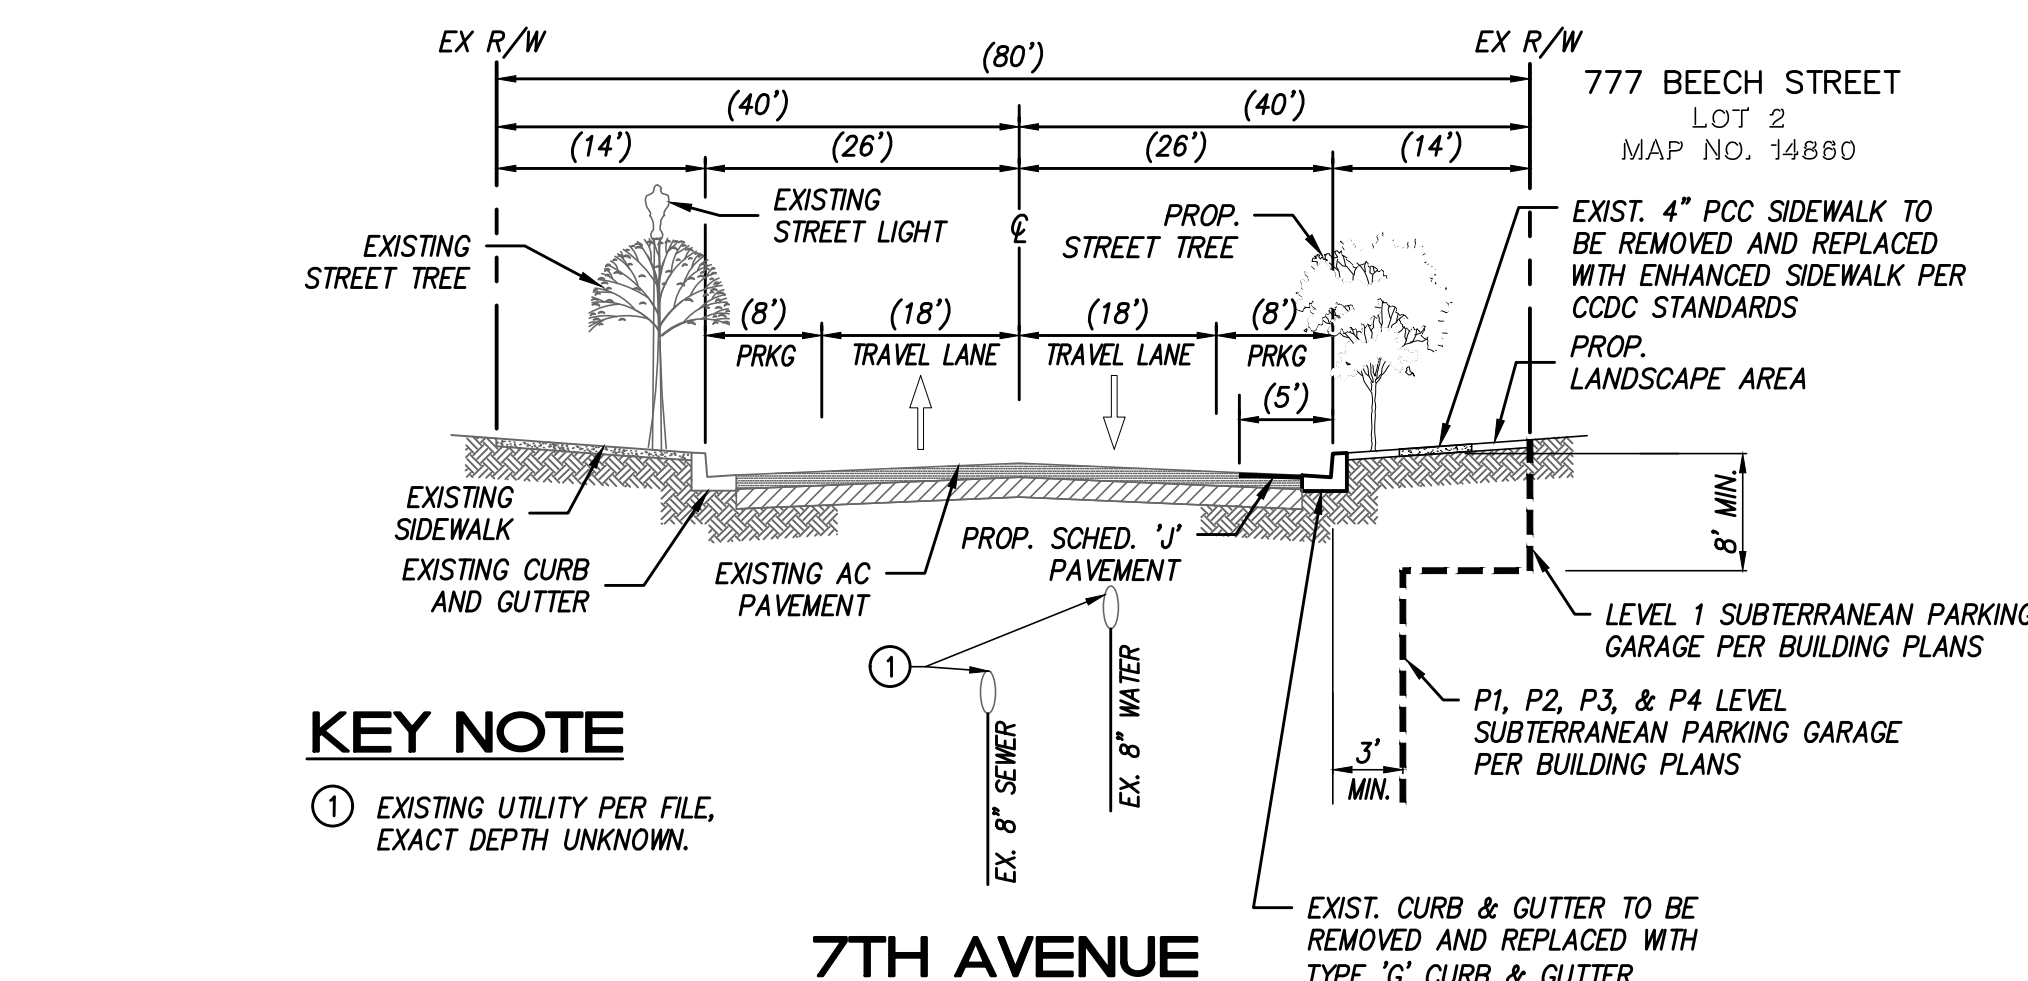 EX R/W
(80')
EX R/W
777 BEECH STREET
LOT 2
MAP NO. 14860
(40')
(40')
(14')
(26')
(26')
(14')
EXISTING
STREET LIGHT
℄
PROP.
STREET TREE
EXISTING
STREET TREE
EXIST. 4" PCC SIDEWALK TO
BE REMOVED AND REPLACED
WITH ENHANCED SIDEWALK PER
CCDC STANDARDS
PROP.
LANDSCAPE AREA
(8')
(18')
(18')
(8')
PRKG
TRAVEL LANE
TRAVEL LANE
PRKG
(5')
EXISTING
SIDEWALK
EXISTING CURB
AND GUTTER
EXISTING AC
PAVEMENT
PROP. SCHED. 'J'
PAVEMENT
8' MIN.
LEVEL 1 SUBTERRANEAN PARKING
GARAGE PER BUILDING PLANS
P1, P2, P3, & P4 LEVEL
SUBTERRANEAN PARKING GARAGE
PER BUILDING PLANS
1
EX. 8" SEWER
EX. 8" WATER
3'
MIN.
KEY NOTE
1 EXISTING UTILITY PER FILE,
EXACT DEPTH UNKNOWN.
EXIST. CURB & GUTTER TO BE
REMOVED AND REPLACED WITH
TYPE 'G' CURB & GUTTER
7TH AVENUE